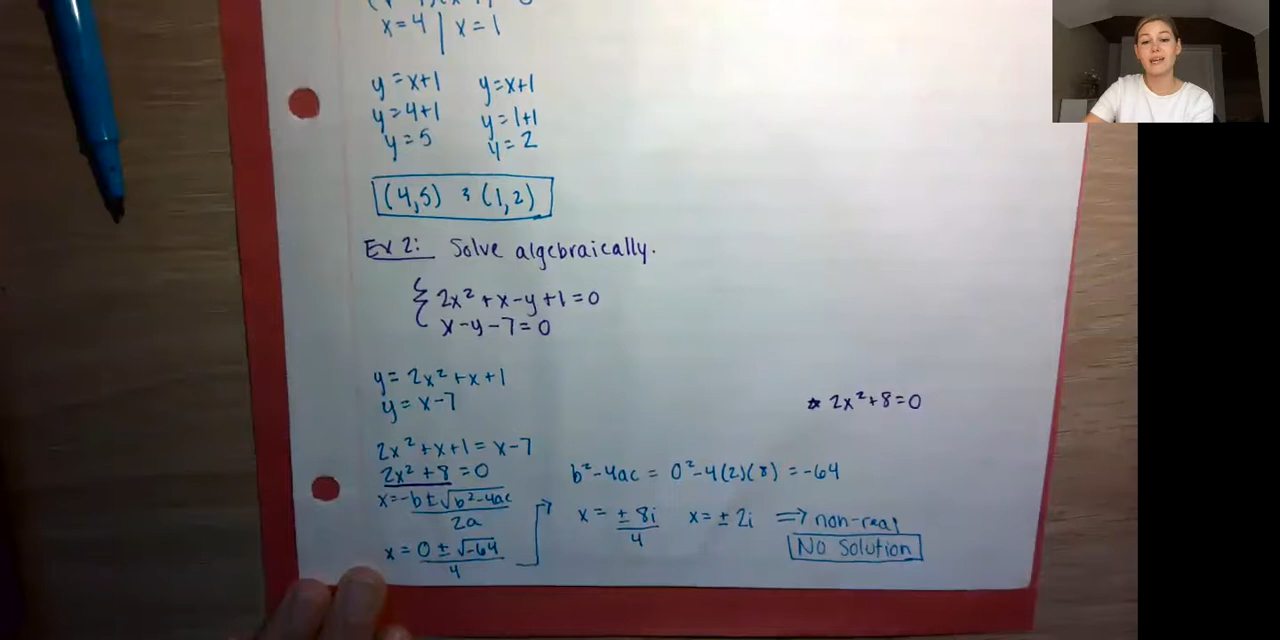 x=4 | x=1
y=x+1 y=x+1
y=4+1 y=1+1
y=5 y=2
(4,5) & (1,2)
Ex 2: Solve algebraically.
{ 2x²+x-y+1=0
x-y-7=0
y=2x²+x+1
y=x-7
* 2x²+8=0
2x²+x+1=x-7
2x²+8=0
x=-b±√b²-4ac/2a
x=0±√-64/4
b²-4ac=0²-4(2)(8)=-64
x=±8i/4 x=±2i ⇒ non-real
No Solution